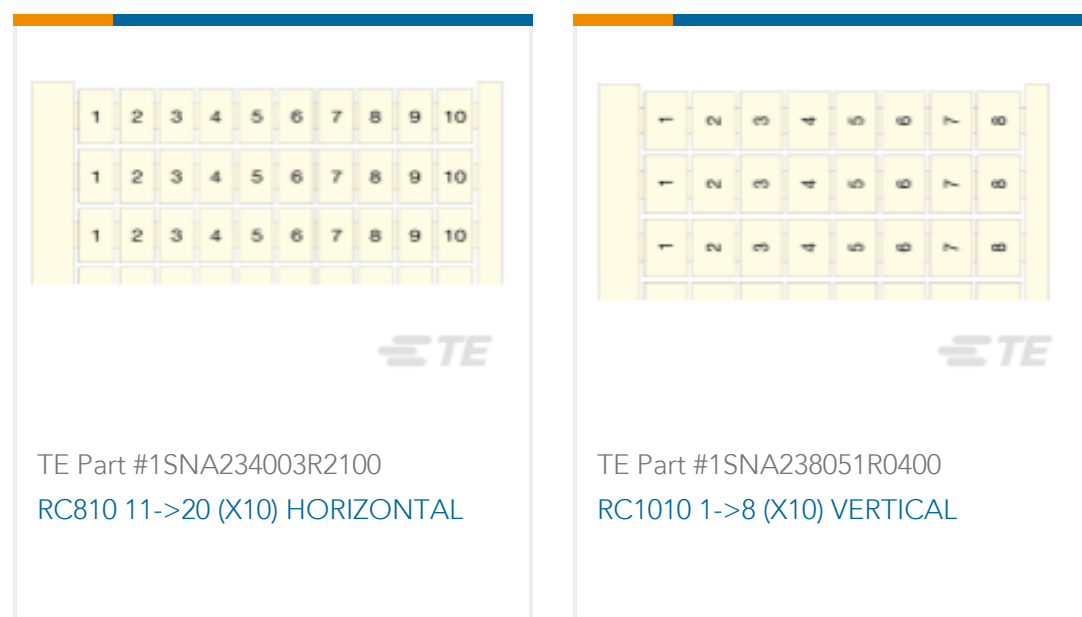 1 2 3 4 5 6 7 8 9 10
1 2 3 4 5 6 7 8 9 10
1 2 3 4 5 6 7 8 9 10
TE
TE Part #1SNA234003R2100
RC810 11->20 (X10) HORIZONTAL
1 2 3 4 5 6 7 8
1 2 3 4 5 6 7 8
1 2 3 4 5 6 7 8
TE
TE Part #1SNA238051R0400
RC1010 1->8 (X10) VERTICAL